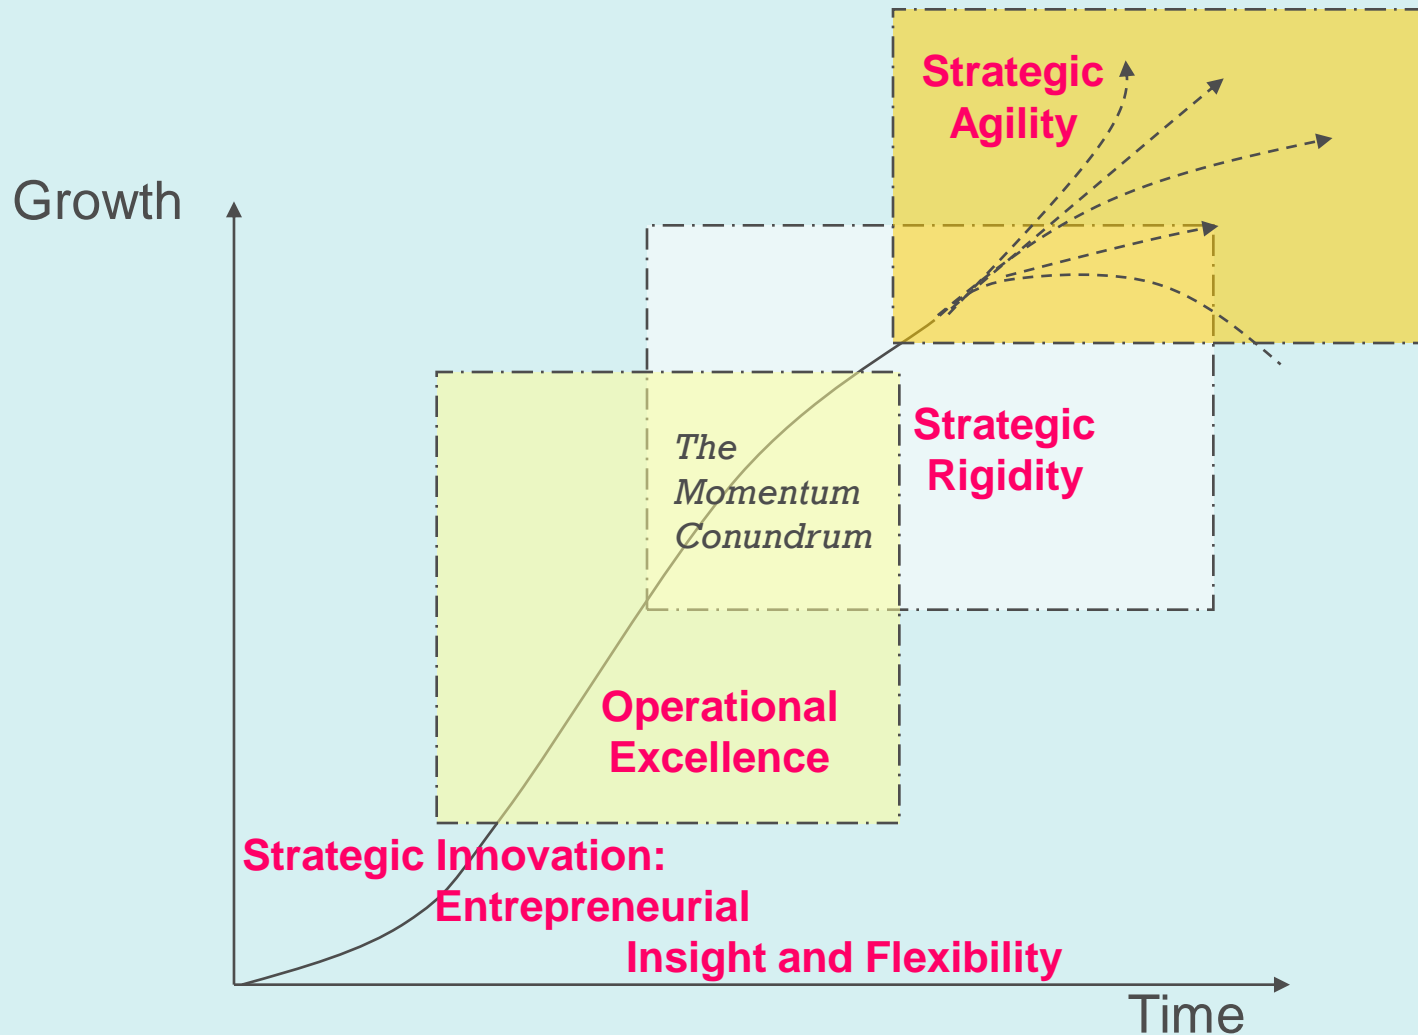 Strategic
Agility
Growth
The
Momentum
Conundrum
Strategic
Rigidity
Operational
Excellence
Strategic Innovation:
Entrepreneurial
Insight and Flexibility
Time